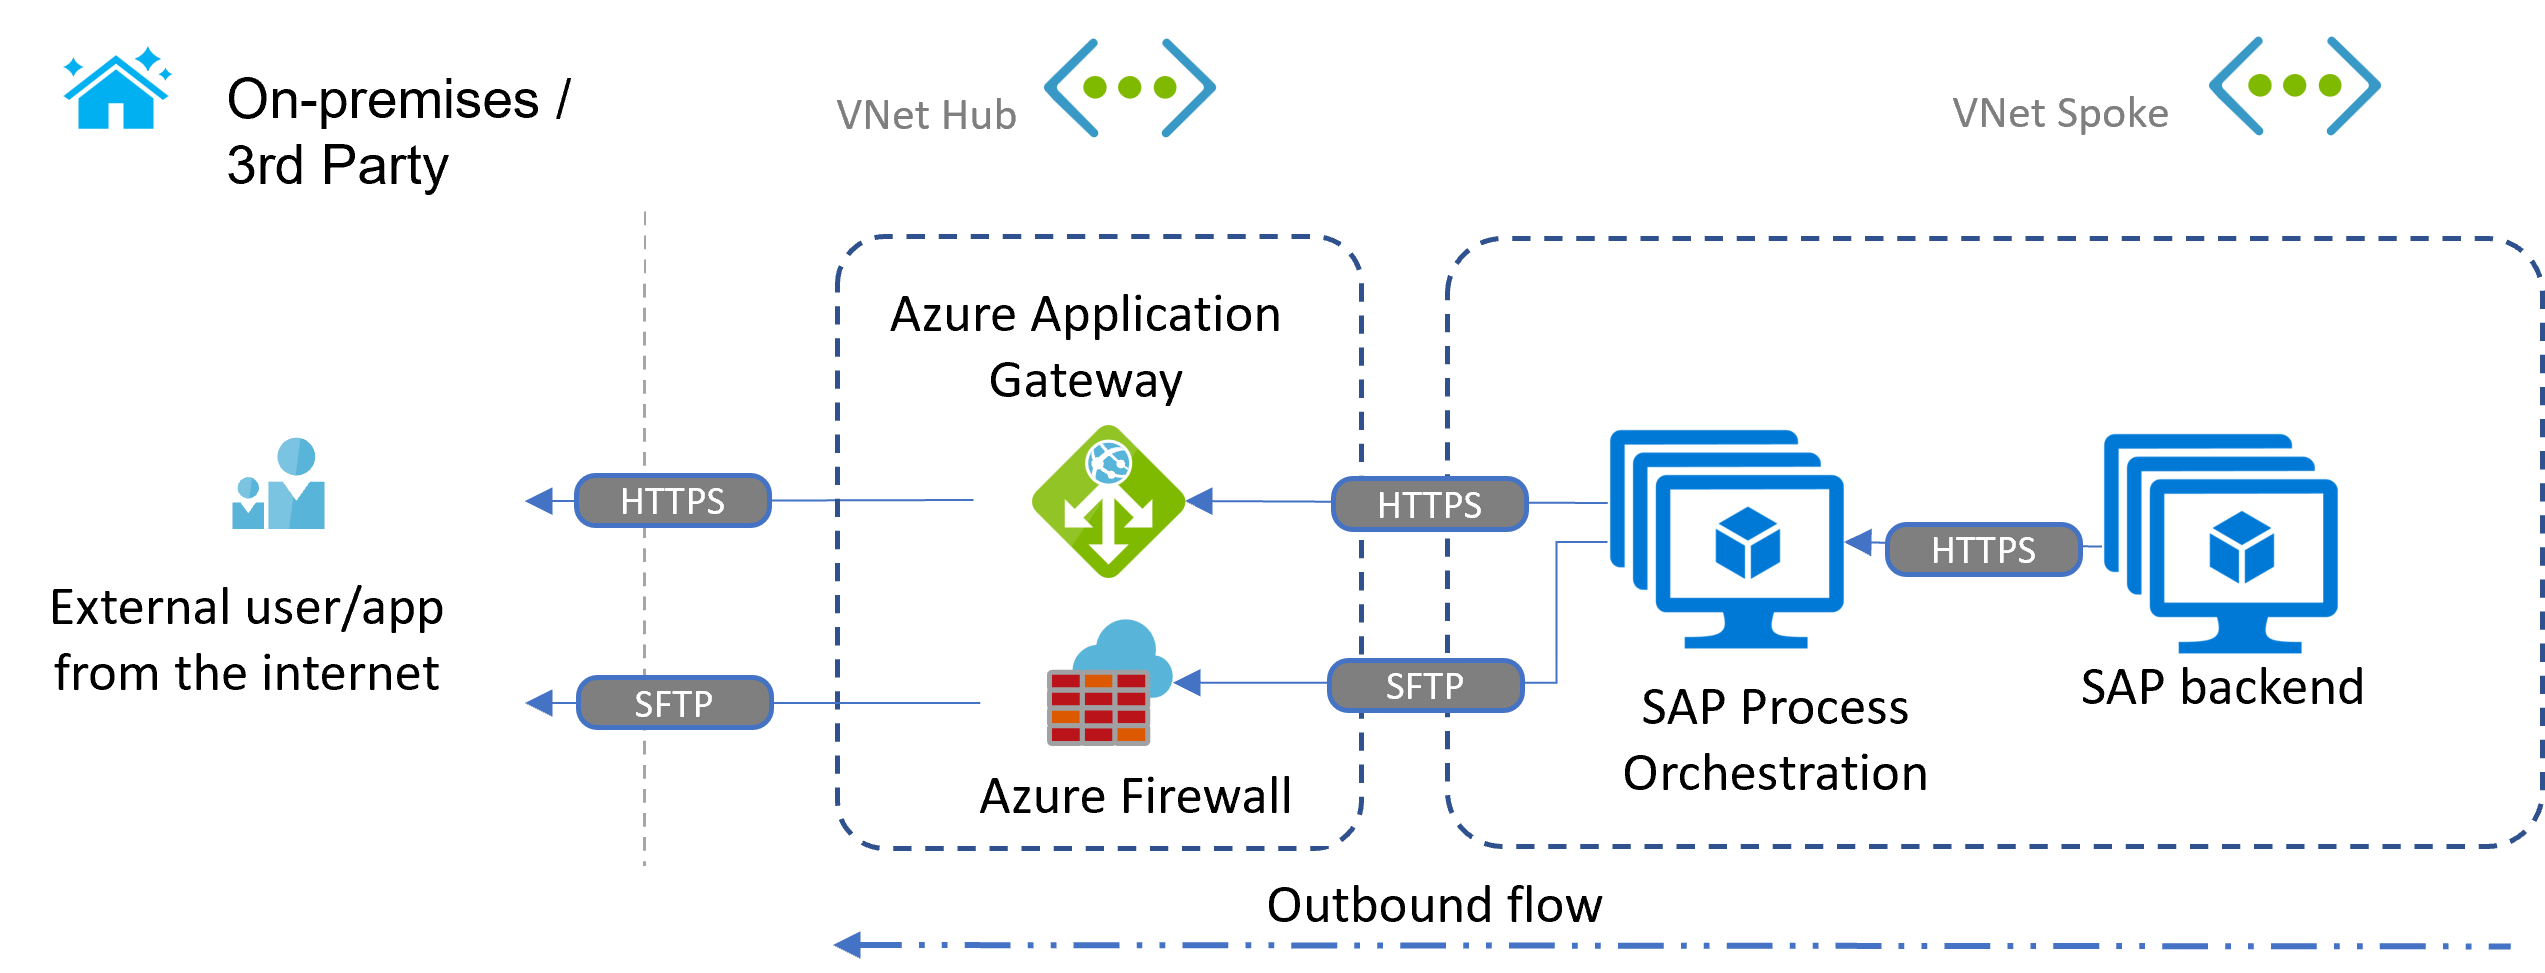 On-premises /
3rd Party
VNet Hub
VNet Spoke
Azure Application
Gateway
HTTPS
HTTPS
HTTPS
External user/app
from the internet
SFTP
SFTP
SAP Process
Orchestration
SAP backend
Azure Firewall
Outbound flow